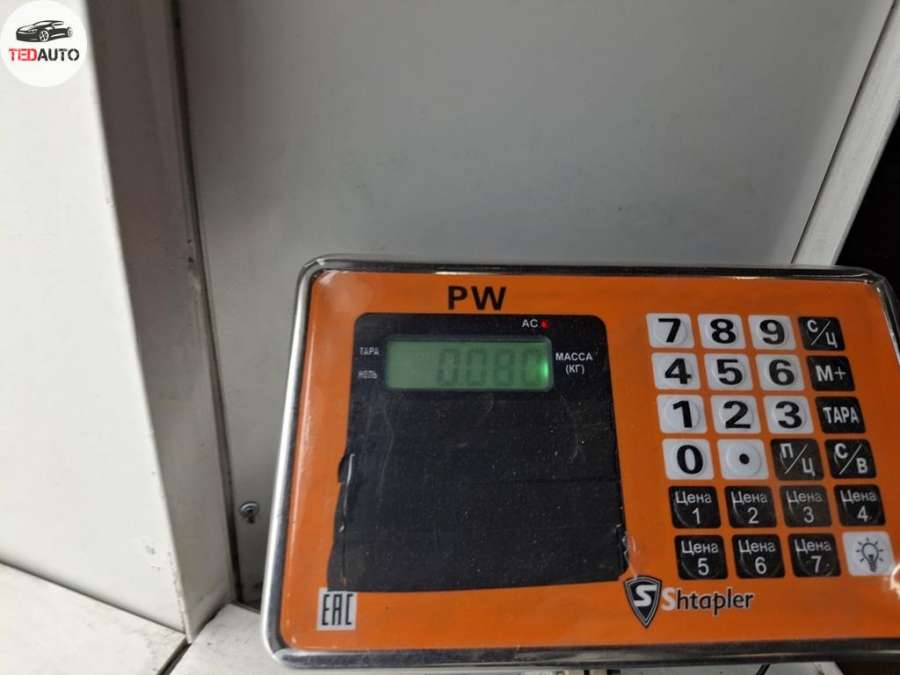 TEDAUTO
PW
AC
ТАРА
НОЛЬ
0080
МАССА
(КГ)
7 8 9 С/Ц
4 5 6 М+
1 2 3 ТАРА
0 • П/Ц С/В
Цена 1 Цена 2 Цена 3 Цена 4
Цена 5 Цена 6 Цена 7
EAC
S Shtapler